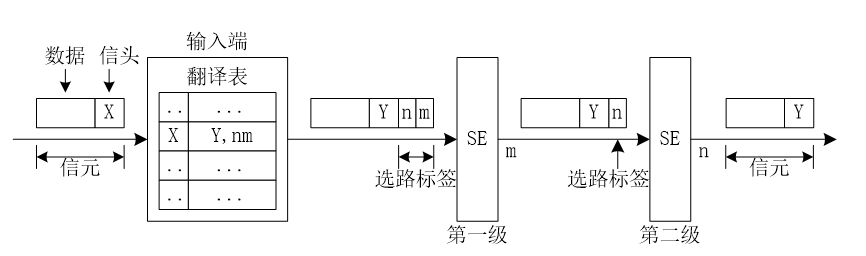 输入端
数据 信头
翻译表
X
信元
.. ...
X Y,nm
.. ...
.. ...
Y n m
选路标签
SE
第一级
m
Y n
选路标签
SE
第二级
n
Y
信元